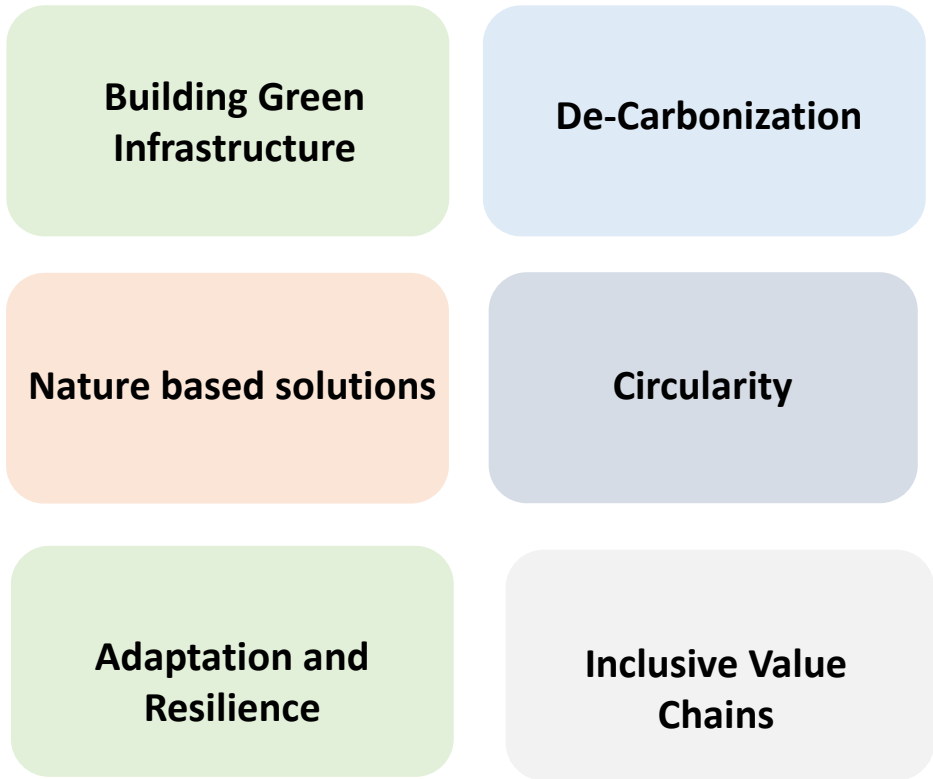 Building Green
Infrastructure
De-Carbonization
Nature based solutions
Circularity
Adaptation and
Resilience
Inclusive Value
Chains